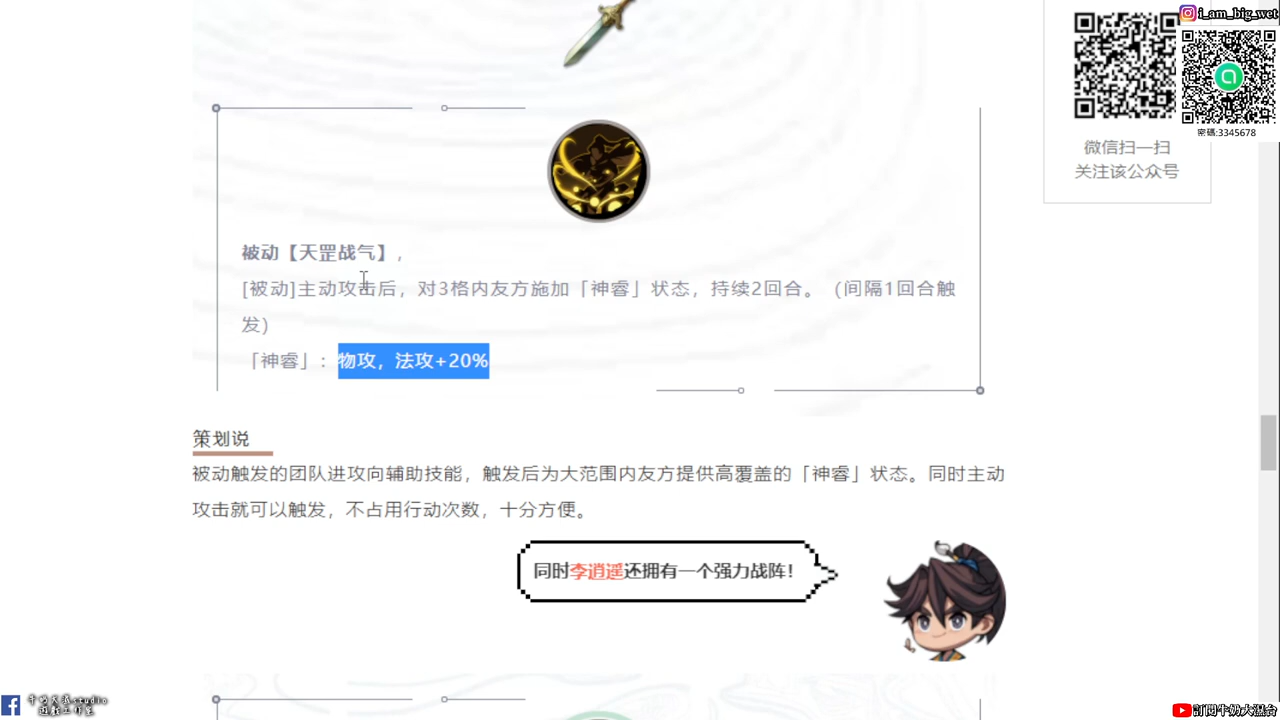 i_am_big_wet
密碼:3345678
微信扫一扫
关注该公众号
被动【天罡战气】,
[被动]主动攻击后，对3格内友方施加「神睿」状态，持续2回合。（间隔1回合触
发）
「神睿」：物攻，法攻+20%
策划说
被动触发的团队进攻向辅助技能，触发后为大范围内友方提供高覆盖的「神睿」状态。同时主动
攻击就可以触发，不占用行动次数，十分方便。
同时李逍遥还拥有一个强力战阵！
studio
遊戲工作室
訂閱牛奶大混台